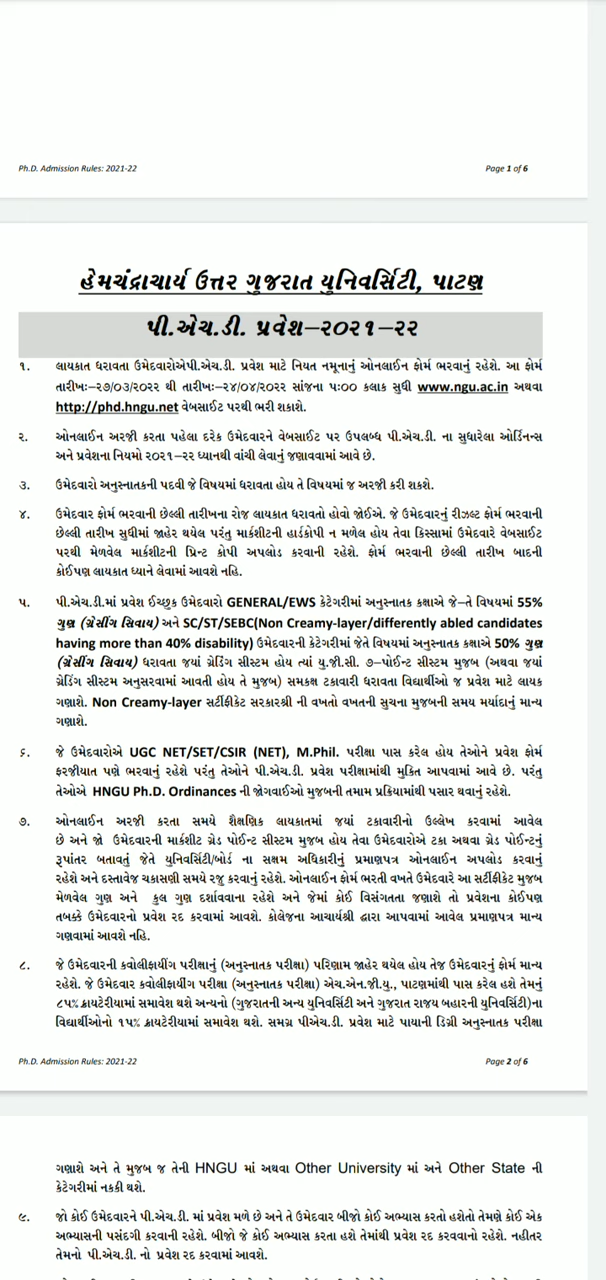 Ph.D. Admission Rules: 2021-22 Page 1 of 6
હેમચંદ્રાચાર્ય ઉત્તર ગુજરાત યુનિવર્સિટી, પાટણ
પી.એચ.ડી. પ્રવેશ–૨૦૨૧–૨૨
૧. લાયકાત ધરાવતા ઉમેદવારોએપી.એચ.ડી. પ્રવેશ માટે નિયત નમૂનાનું ઓનલાઈન ફોર્મ ભરવાનું રહેશે. આ ફોર્મ
તારીખઃ–૨૭/૦૩/૨૦૨૨ થી તારીખઃ–૨૪/૦૪/૨૦૨૨ સાંજના ૫ઃ૦૦ કલાક સુધી www.ngu.ac.in અથવા
http://phd.hngu.net વેબસાઈટ પરથી ભરી શકાશે.
૨. ઓનલાઈન અરજી કરતા પહેલા દરેક ઉમેદવારને વેબસાઈટ પર ઉપલબ્ધ પી.એચ.ડી. ના સુધારેલા ઓર્ડિનન્સ
અને પ્રવેશના નિયમો ૨૦૨૧–૨૨ ધ્યાનથી વાંચી લેવાનું જણાવવામાં આવે છે.
૩. ઉમેદવારો અનુસ્નાતકની પદવી જે વિષયમાં ધરાવતા હોય તે વિષયમાં જ અરજી કરી શકશે.
૪. ઉમેદવાર ફોર્મ ભરવાની છેલ્લી તારીખના રોજ લાયકાત ધરાવતો હોવો જોઈએ. જે ઉમેદવારનું રીઝલ્ટ ફોર્મ ભરવાની
છેલ્લી તારીખ સુધીમાં જાહેર થયેલ પરંતુ માર્કશીટની હાર્ડકોપી ન મળેલ હોય તેવા કિસ્સામાં ઉમેદવારે વેબસાઈટ
પરથી મેળવેલ માર્કશીટની પ્રિન્ટ કોપી અપલોડ કરવાની રહેશે. ફોર્મ ભરવાની છેલ્લી તારીખ બાદની
કોઈપણ લાયકાત ધ્યાને લેવામાં આવશે નહિ.
૫. પી.એચ.ડી.માં પ્રવેશ ઈચ્છુક ઉમેદવારો GENERAL/EWS કેટેગરીમાં અનુસ્નાતક કક્ષાએ જે–તે વિષયમાં 55%
ગુણ (ગ્રેસીંગ સિવાય) અને SC/ST/SEBC(Non Creamy-layer/differently abled candidates
having more than 40% disability) ઉમેદવારની કેટેગરીમાં જેતે વિષયમાં અનુસ્નાતક કક્ષાએ 50% ગુણ
(ગ્રેસીંગ સિવાય) ધરાવતા જયાં ગ્રેડિંગ સીસ્ટમ હોય ત્યાં યુ.જી.સી. ૭–પોઈન્ટ સીસ્ટમ મુજબ (અથવા જયાં
ગ્રેડિંગ સીસ્ટમ અનુસરવામાં આવતી હોય તે મુજબ) સમકક્ષ ટકાવારી ધરાવતા વિદ્યાર્થીઓ જ પ્રવેશ માટે લાયક
ગણાશે. Non Creamy-layer સર્ટીફીકેટ સરકારશ્રી ની વખતો વખતની સુચના મુજબની સમય મર્યાદાનું માન્ય
ગણાશે.
૬. જે ઉમેદવારોએ UGC NET/SET/CSIR (NET), M.Phil. પરીક્ષા પાસ કરેલ હોય તેઓને પ્રવેશ ફોર્મ
ફરજીયાત પણે ભરવાનું રહેશે પરંતુ તેઓને પી.એચ.ડી. પ્રવેશ પરીક્ષામાંથી મુકિત આપવામાં આવે છે. પરંતુ
તેઓએ HNGU Ph.D. Ordinances ની જોગવાઈઓ મુજબની તમામ પ્રક્રિયામાંથી પસાર થવાનું રહેશે.
૭. ઓનલાઈન અરજી કરતા સમયે શૈક્ષણિક લાયકાતમાં જયાં ટકાવારીનો ઉલ્લેખ કરવામાં આવેલ
છે અને જો ઉમેદવારની માર્કશીટ ગ્રેડ પોઈન્ટ સીસ્ટમ મુજબ હોય તેવા ઉમેદવારોએ ટકા અથવા ગ્રેડ પોઈન્ટનું
રૂપાંતર બતાવતું જેતે યુનિવર્સિટી/બોર્ડ ના સક્ષમ અધિકારીનું પ્રમાણપત્ર ઓનલાઈન અપલોડ કરવાનું
રહેશે અને દસ્તાવેજ ચકાસણી સમયે રજુ કરવાનું રહેશે. ઓનલાઈન ફોર્મ ભરતી વખતે ઉમેદવારે આ સર્ટીફીકેટ મુજબ
મેળવેલ ગુણ અને કુલ ગુણ દર્શાવવાના રહેશે અને જેમાં કોઈ વિસંગતતા જણાશે તો પ્રવેશના કોઈપણ
તબક્કે ઉમેદવારનો પ્રવેશ રદ કરવામાં આવશે. કોલેજના આચાર્યશ્રી દ્વારા આપવામાં આવેલ પ્રમાણપત્ર માન્ય
ગણવામાં આવશે નહિ.
૮. જે ઉમેદવારની કવોલીફાયીંગ પરીક્ષાનું (અનુસ્નાતક પરીક્ષા) પરિણામ જાહેર થયેલ હોય તેજ ઉમેદવારનું ફોર્મ માન્ય
રહેશે. જે ઉમેદવાર કવોલીફાયીંગ પરીક્ષા (અનુસ્નાતક પરીક્ષા) એચ.એન.જી.યુ., પાટણમાંથી પાસ કરેલ હશે તેમનું
૮૫% ક્રાયટેરીયામાં સમાવેશ થશે અન્યનો (ગુજરાતની અન્ય યુનિવર્સિટી અને ગુજરાત રાજય બહારની યુનિવર્સિટી)ના
વિદ્યાર્થીઓનો ૧૫% ક્રાયટેરીયામાં સમાવેશ થશે. સમગ્ર પીએચ.ડી. પ્રવેશ માટે પાયાની ડિગ્રી અનુસ્નાતક પરીક્ષા
Ph.D. Admission Rules: 2021-22 Page 2 of 6
ગણાશે અને તે મુજબ જ તેની HNGU માં અથવા Other University માં અને Other State ની
કેટેગરીમાં નકકી થશે.
૯. જો કોઈ ઉમેદવારને પી.એચ.ડી. માં પ્રવેશ મળે છે અને તે ઉમેદવાર બીજો કોઈ અભ્યાસ કરતો હશેતો તેમણે કોઈ એક
અભ્યાસની પસંદગી કરવાની રહેશે. બીજો જે કોઈ અભ્યાસ કરતા હશે તેમાંથી પ્રવેશ રદ કરવવાનો રહેશે. નહીતર
તેમનો પી.એચ.ડી. નો પ્રવેશ રદ કરવામાં આવશે.